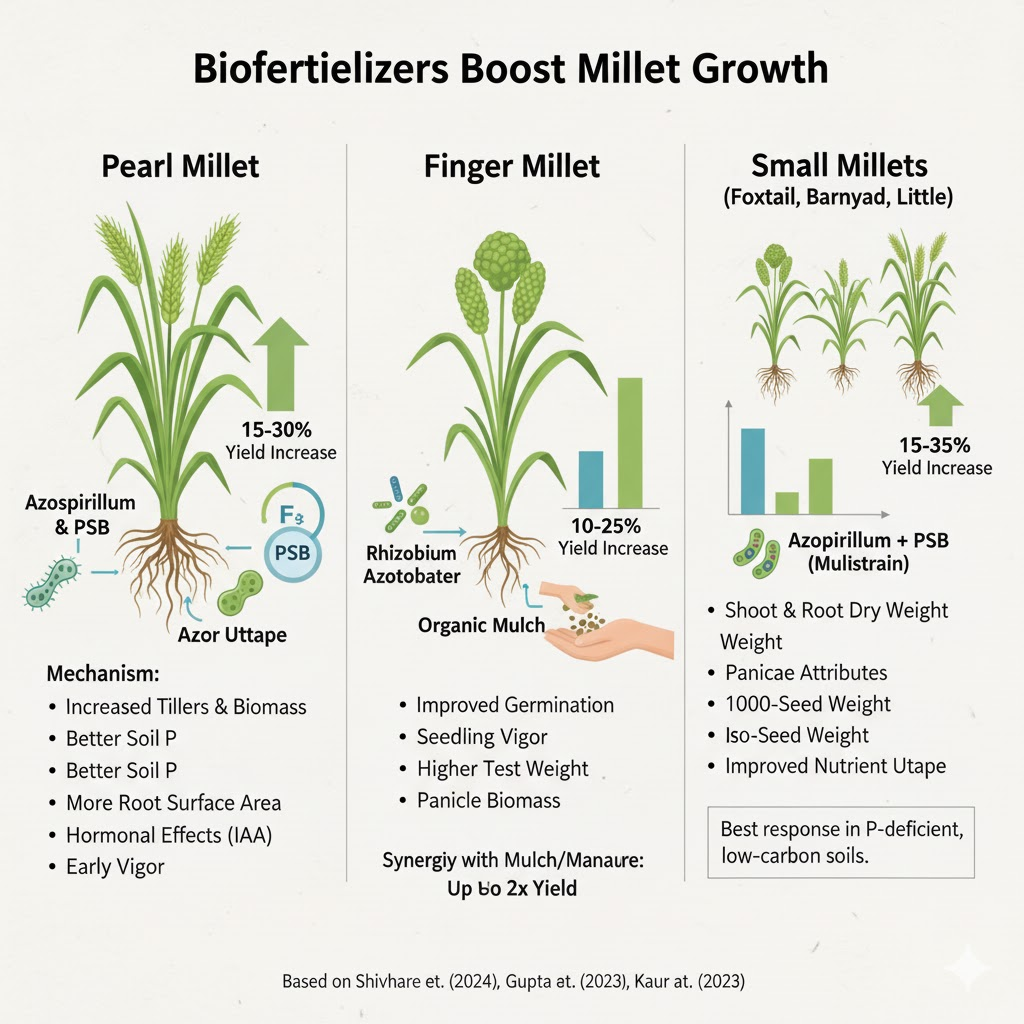 Biofertielizers Boost Millet Growth
Pearl Millet
15-30%
Yield Increase
Azospirillum
& PSB
PSB
Azor Uttape
Mechanism:
• Increased Tillers & Biomass
• Better Soil P
• Better Soil P
• More Root Surface Area
• Hormonal Effects (IAA)
• Early Vigor
Finger Millet
10-25%
Yield Increase
Rhizobium
Azotobater
Organic Mulch
• Improved Germination
• Seedling Vigor
• Higher Test Weight
• Panicle Biomass
Synergiy with Mulch/Manaure:
Up bo 2x Yield
Small Millets
(Foxtail, Barnyad, Little)
15-35%
Yield Increase
Azopirillum + PSB
(Mulistrain)
• Shoot & Root Dry Weight
Weight
• Panicae Attributes
• 1000-Seed Weight
• Iso-Seed Weight
• Improved Nutrient Utape
Best response in P-deficient,
low-carbon soils.
Based on Shivhare et. (2024), Gupta at. (2023), Kaur at. (2023)